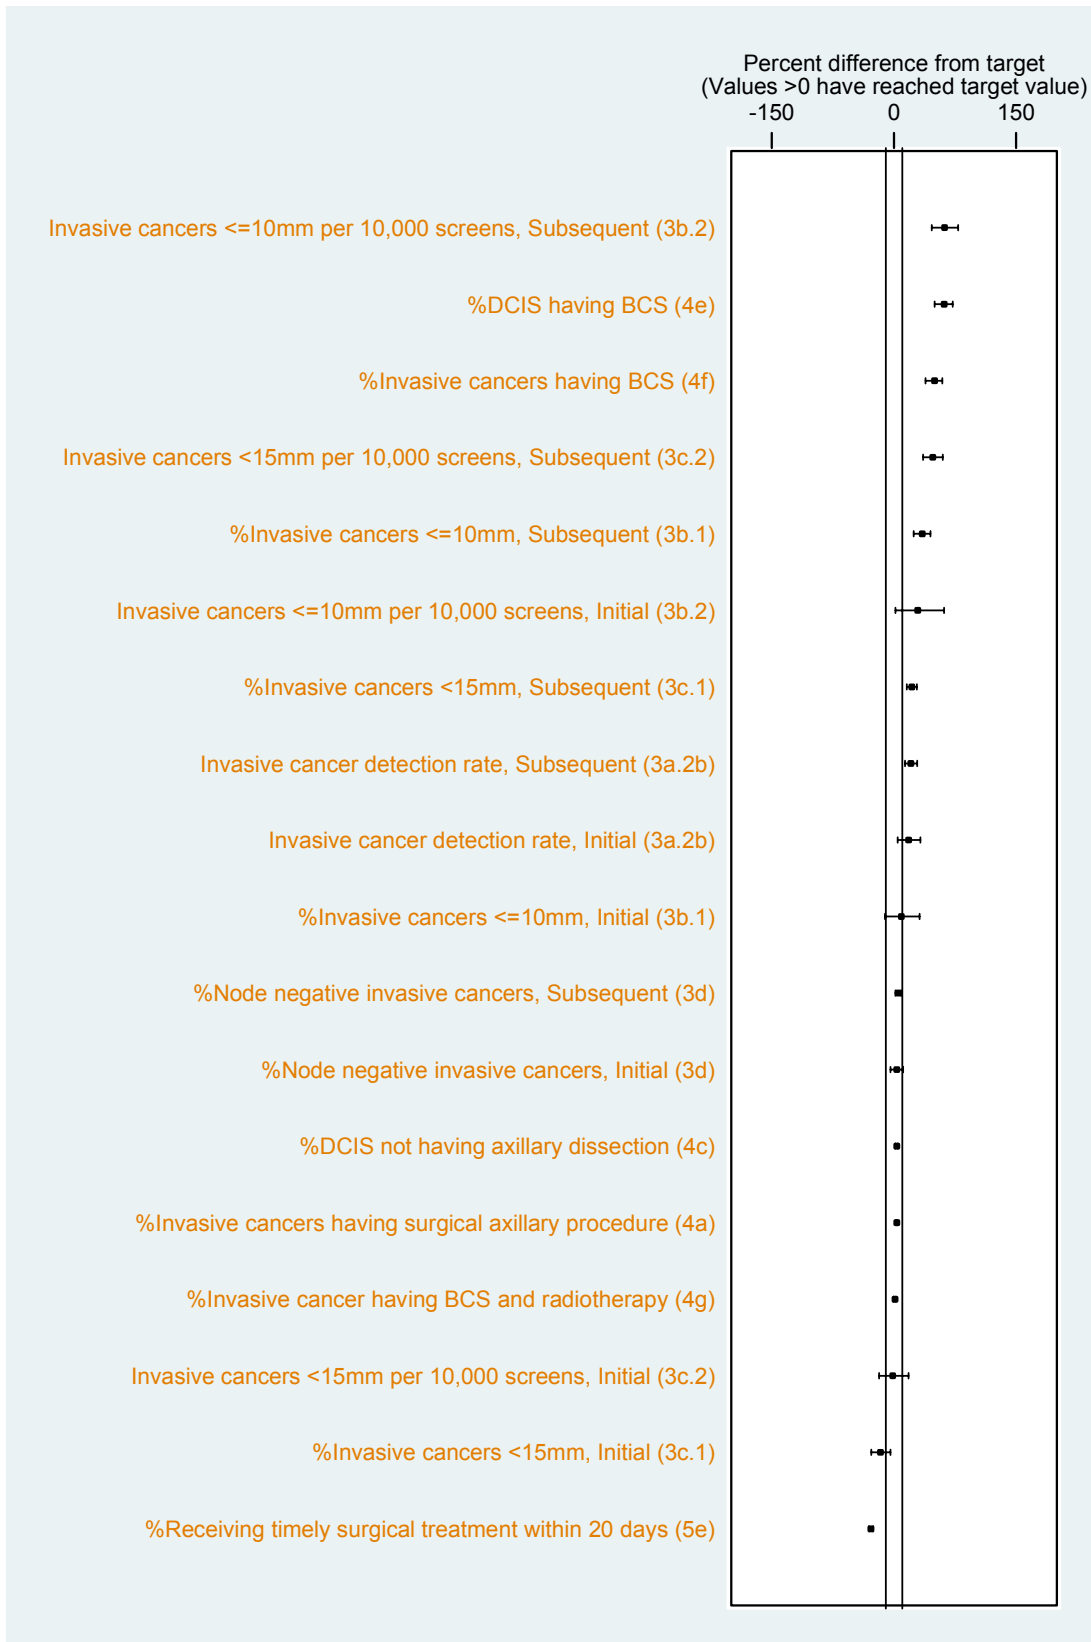 Percent difference from target
(Values >0 have reached target value)
-150 0 150
Invasive cancers <=10mm per 10,000 screens, Subsequent (3b.2)
%DCIS having BCS (4e)
%Invasive cancers having BCS (4f)
Invasive cancers <15mm per 10,000 screens, Subsequent (3c.2)
%Invasive cancers <=10mm, Subsequent (3b.1)
Invasive cancers <=10mm per 10,000 screens, Initial (3b.2)
%Invasive cancers <15mm, Subsequent (3c.1)
Invasive cancer detection rate, Subsequent (3a.2b)
Invasive cancer detection rate, Initial (3a.2b)
%Invasive cancers <=10mm, Initial (3b.1)
%Node negative invasive cancers, Subsequent (3d)
%Node negative invasive cancers, Initial (3d)
%DCIS not having axillary dissection (4c)
%Invasive cancers having surgical axillary procedure (4a)
%Invasive cancer having BCS and radiotherapy (4g)
Invasive cancers <15mm per 10,000 screens, Initial (3c.2)
%Invasive cancers <15mm, Initial (3c.1)
%Receiving timely surgical treatment within 20 days (5e)